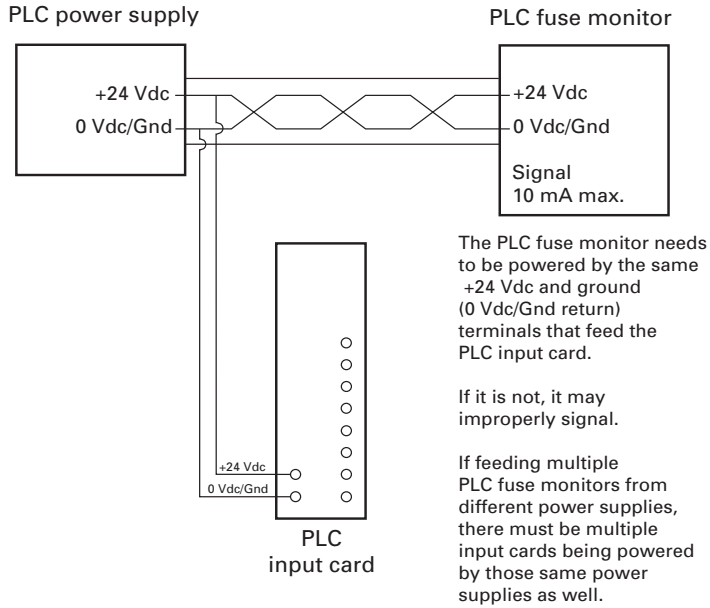 PLC power supply
PLC fuse monitor
+24 Vdc
0 Vdc/Gnd
+24 Vdc
0 Vdc/Gnd
Signal
10 mA max.
The PLC fuse monitor needs
to be powered by the same
+24 Vdc and ground
(0 Vdc/Gnd return)
terminals that feed the
PLC input card.
If it is not, it may
improperly signal.
If feeding multiple
PLC fuse monitors from
different power supplies,
there must be multiple
input cards being powered
by those same power
supplies as well.
+24 Vdc
0 Vdc/Gnd
PLC
input card